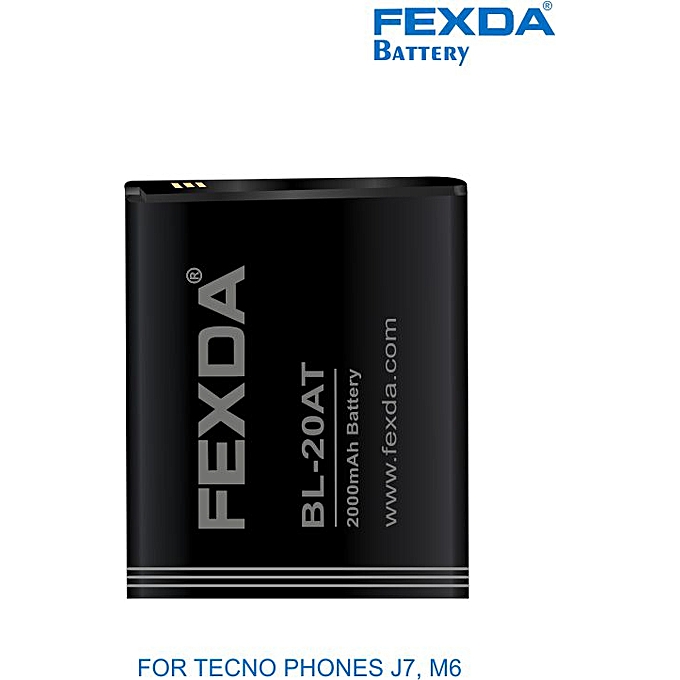 FEXDA®
BATTERY
FEXDA®
BL-20AT
2000mAh Battery
www.fexda.com
FOR TECNO PHONES J7, M6